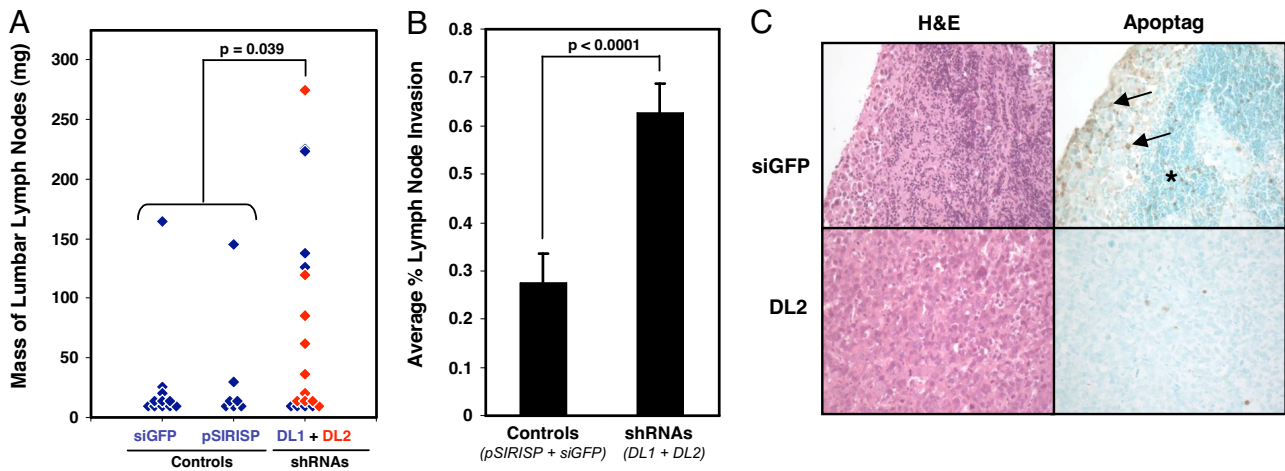 A
Mass of Lumbar Lymph Nodes (mg)
300
250
200
150
100
50
0
p = 0.039
siGFP
pSIRISP
DL1 + DL2
Controls
shRNAs
B
Average % Lymph Node Invasion
0.8
0.7
0.6
0.5
0.4
0.3
0.2
0.1
0
p < 0.0001
Controls
(pSIRISP + siGFP)
shRNAs
(DL1 + DL2)
C
H&E
Apoptag
siGFP
*
DL2